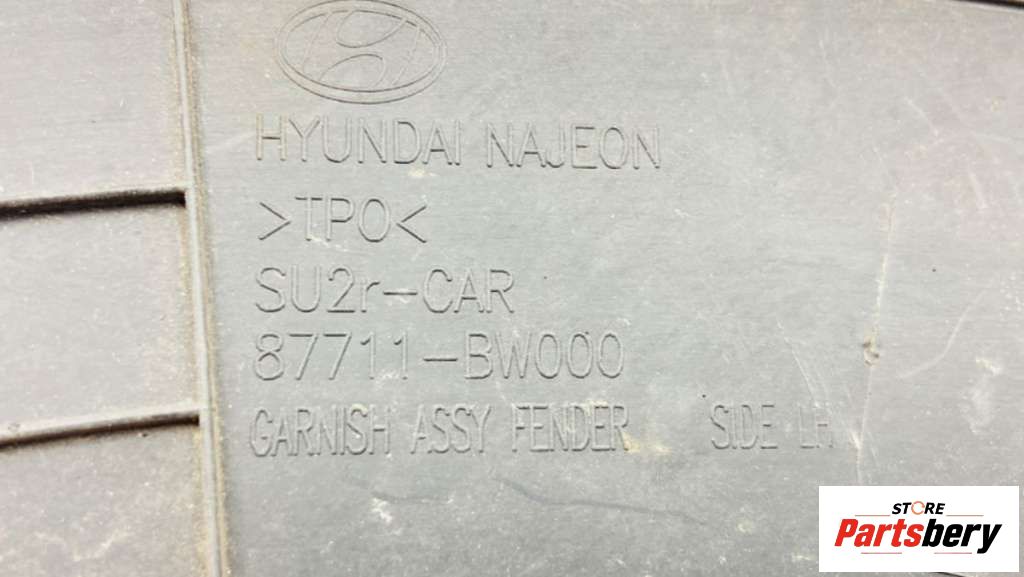 HYUNDAI NAJEON
>TPO<
SU2r-CAR
87711-BW000
GARNISH ASSY FENDER SIDE LH
STORE
Partsbery